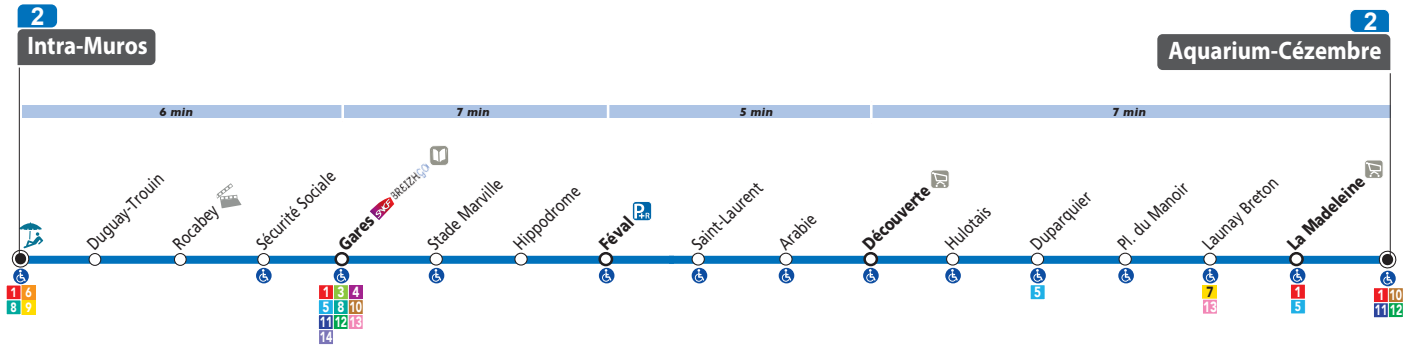 2
Intra-Muros
2
Aquarium-Cézembre
6 min
7 min
5 min
7 min
Duguay-Trouin
Rocabey
Sécurité Sociale
Gares SNCF BREIZHGO
Stade Marville
Hippodrome
Féval P+R
Saint-Laurent
Arabie
Découverte
Hulotais
Duparquier
Pl. du Manoir
Launay Breton
La Madeleine
1 6
8 9
1 3 4
5 8 10
11 12 13
14
5
7
13
1
5
1 10
11 12